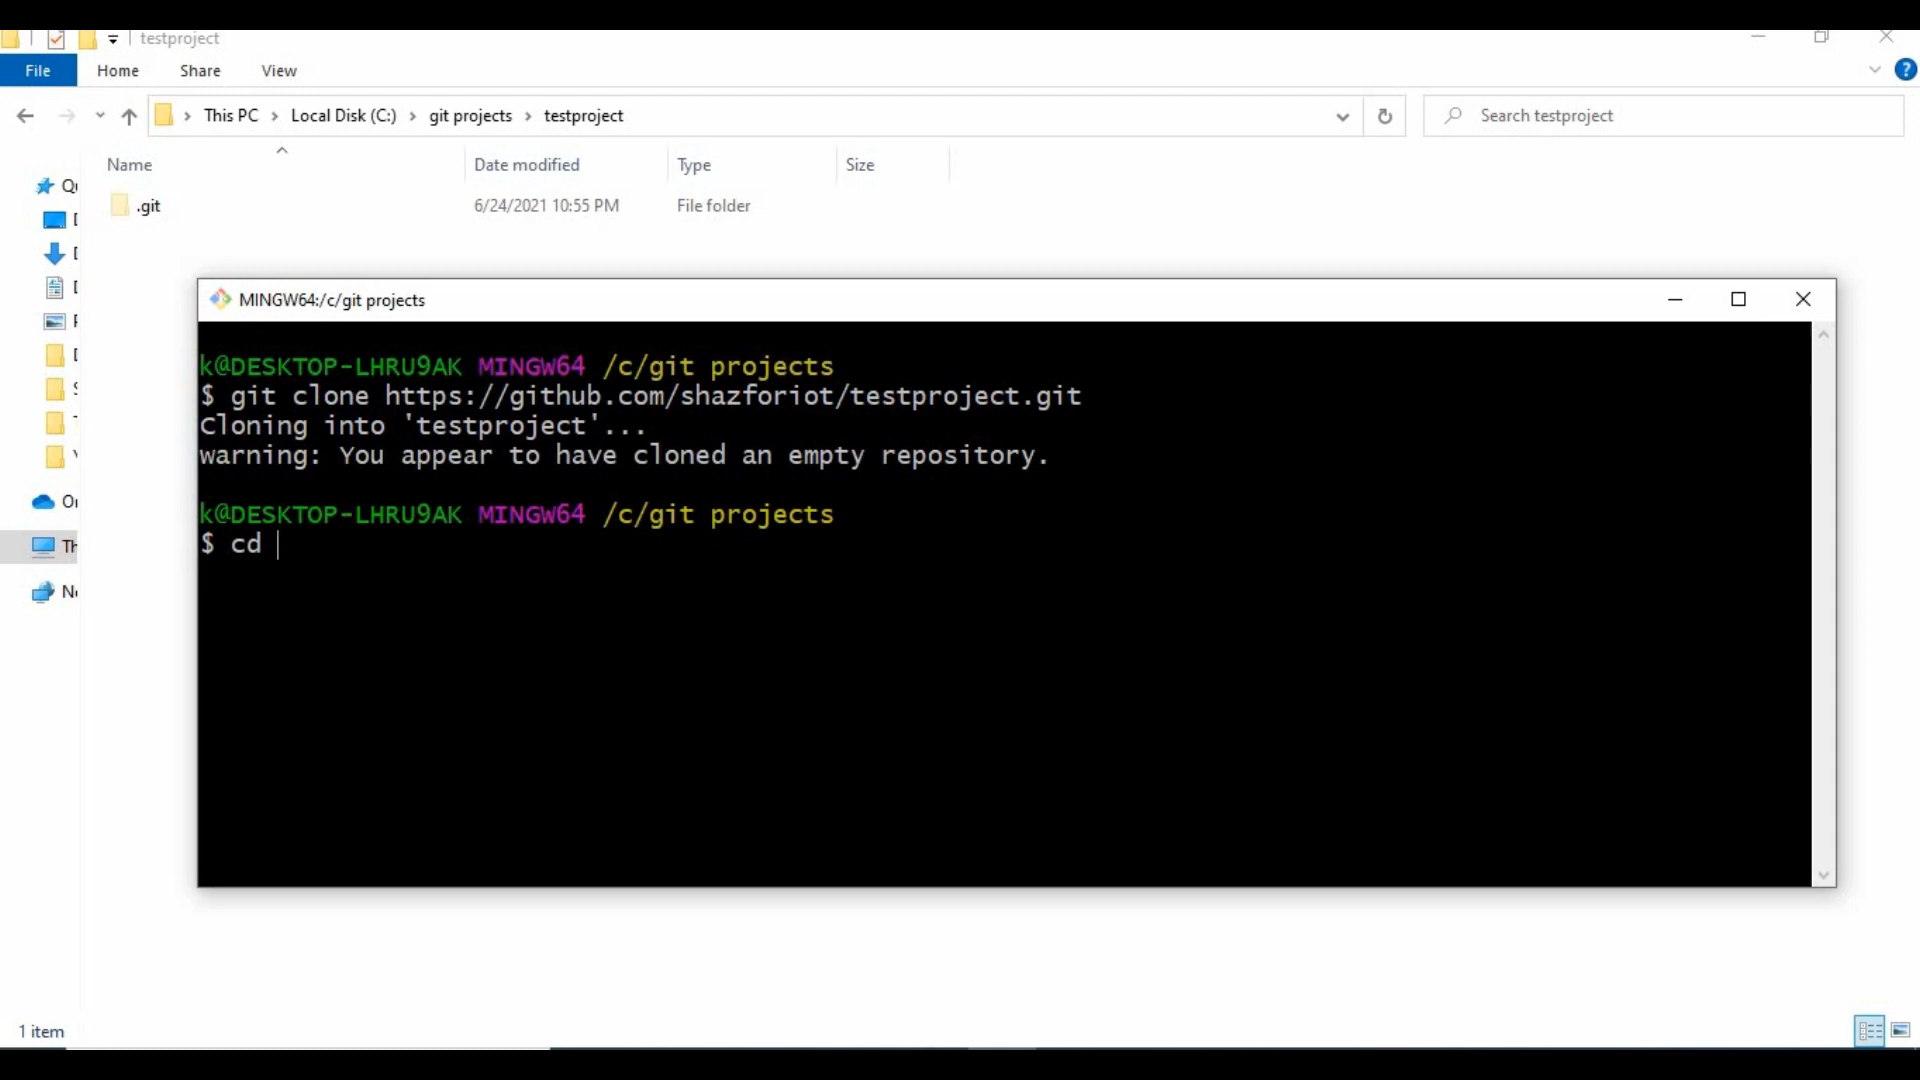 testproject
File Home Share View
This PC > Local Disk (C:) > git projects > testproject
Search testproject
Name Date modified Type Size
.git 6/24/2021 10:55 PM File folder
MINGW64:/c/git projects
k@DESKTOP-LHRU9AK MINGW64 /c/git projects
$ git clone https://github.com/shazforiot/testproject.git
Cloning into 'testproject'...
warning: You appear to have cloned an empty repository.
k@DESKTOP-LHRU9AK MINGW64 /c/git projects
$ cd
1 item